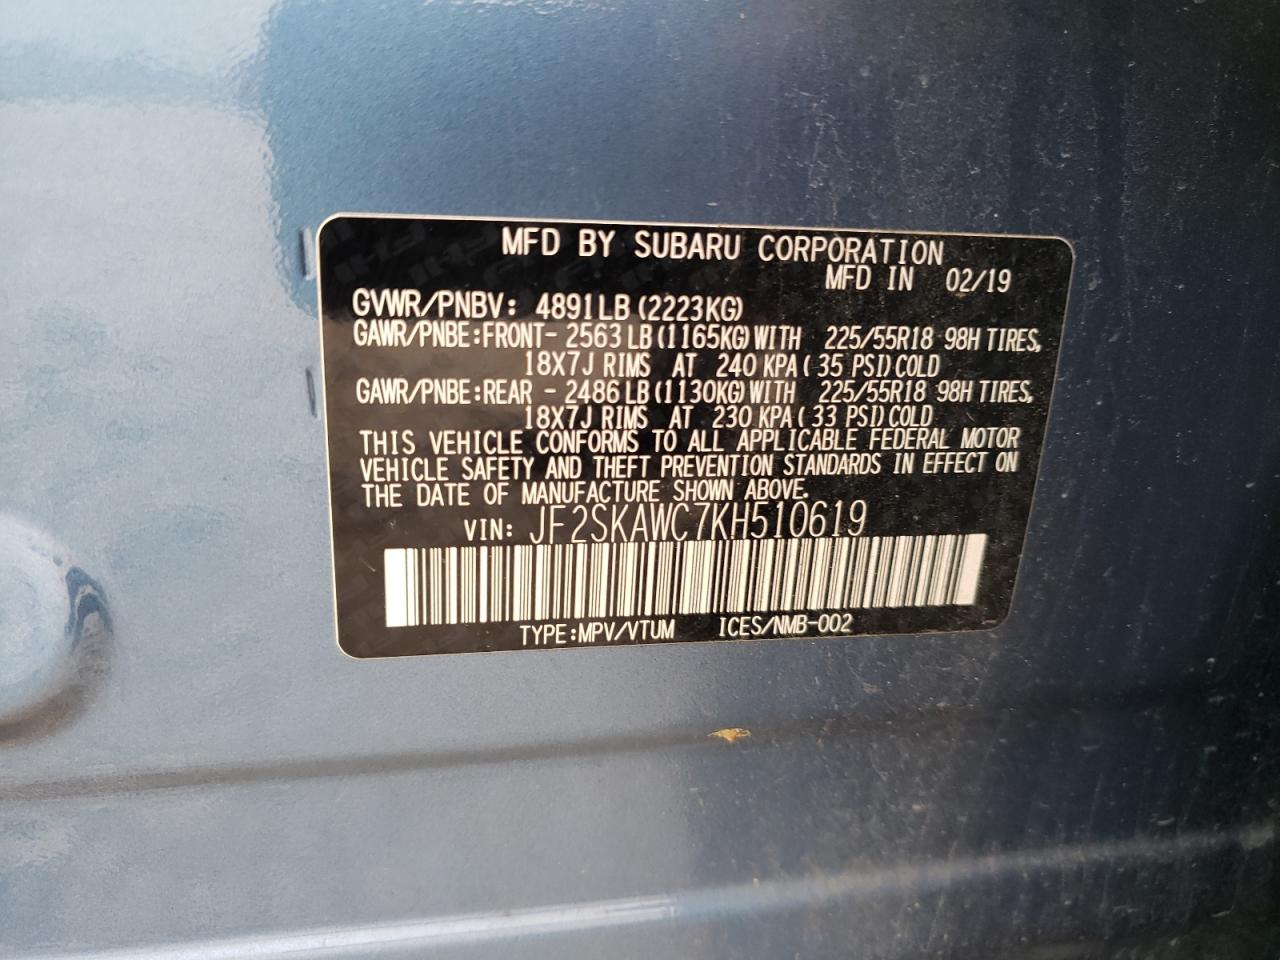 MFD BY SUBARU CORPORATION
MFD IN 02/19
GVWR/PNBV: 4891LB (2223KG)
GAWR/PNBE:FRONT- 2563 LB (1165KG) WITH 225/55R18 98H TIRES,
18X7J RIMS AT 240 KPA ( 35 PSI) COLD
GAWR/PNBE:REAR - 2486 LB (1130KG) WITH 225/55R18 98H TIRES,
18X7J RIMS AT 230 KPA ( 33 PSI) COLD
THIS VEHICLE CONFORMS TO ALL APPLICABLE FEDERAL MOTOR
VEHICLE SAFETY AND THEFT PREVENTION STANDARDS IN EFFECT ON
THE DATE OF MANUFACTURE SHOWN ABOVE.
VIN: JF2SKAWC7KH510619
TYPE:MPV/VTUM ICES/NMB-002